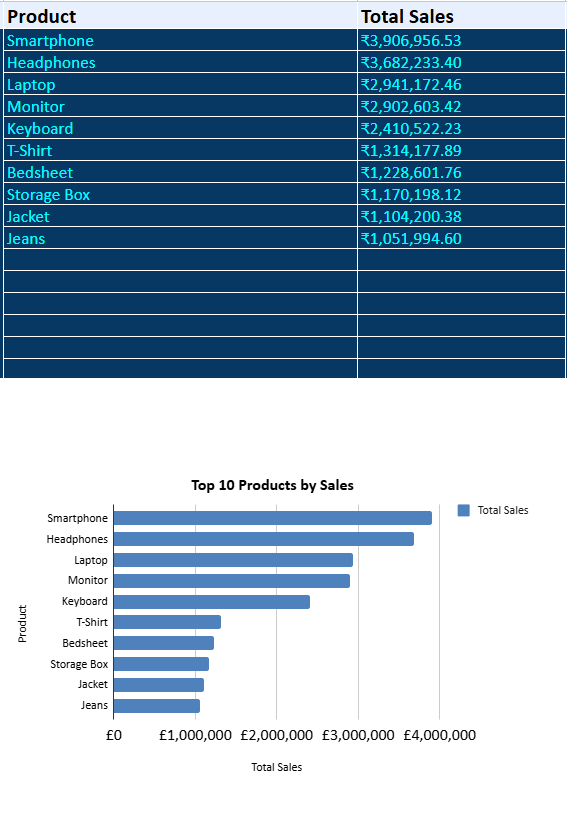 Product Total Sales
Smartphone ₹3,906,956.53
Headphones ₹3,682,233.40
Laptop ₹2,941,172.46
Monitor ₹2,902,603.42
Keyboard ₹2,410,522.23
T-Shirt ₹1,314,177.89
Bedsheet ₹1,228,601.76
Storage Box ₹1,170,198.12
Jacket ₹1,104,200.38
Jeans ₹1,051,994.60
Top 10 Products by Sales
Total Sales
Product
Smartphone
Headphones
Laptop
Monitor
Keyboard
T-Shirt
Bedsheet
Storage Box
Jacket
Jeans
£0 £1,000,000 £2,000,000 £3,000,000 £4,000,000
Total Sales